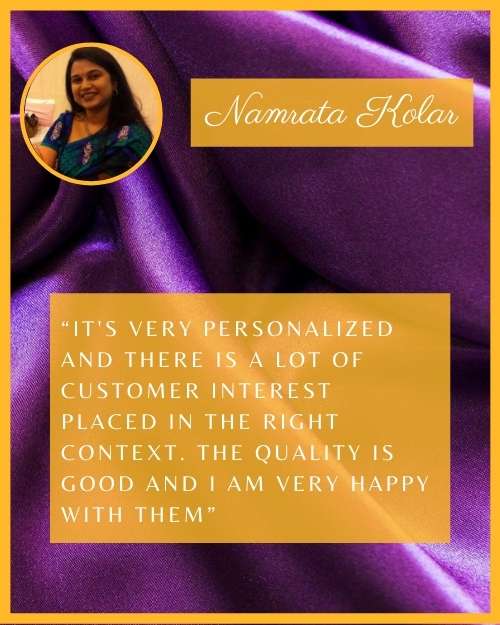 Namrata Kolar
“IT'S VERY PERSONALIZED
AND THERE IS A LOT OF
CUSTOMER INTEREST
PLACED IN THE RIGHT
CONTEXT. THE QUALITY IS
GOOD AND I AM VERY HAPPY
WITH THEM”